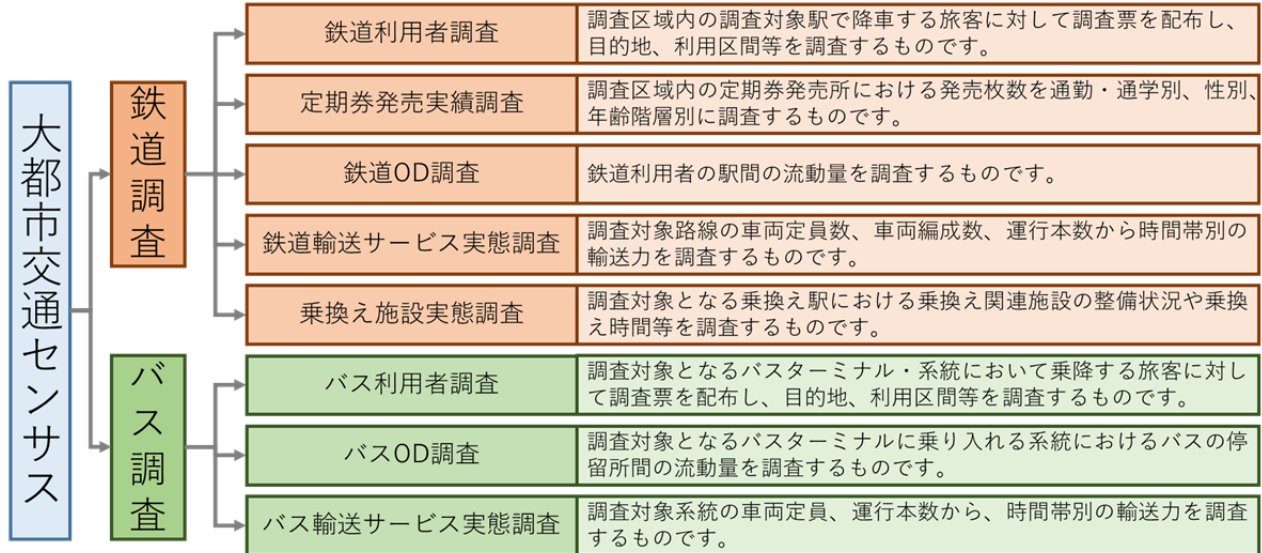 大都市交通センサス
鉄道調査
鉄道利用者調査
調査区域内の調査対象駅で降車する旅客に対して調査票を配布し、
目的地、利用区間等を調査するものです。
定期券発売実績調査
調査区域内の定期券発売所における発売枚数を通勤・通学別、性別、
年齢階層別に調査するものです。
鉄道OD調査
鉄道利用者の駅間の流動量を調査するものです。
鉄道輸送サービス実態調査
調査対象路線の車両定員数、車両編成数、運行本数から時間帯別の
輸送力を調査するものです。
乗換え施設実態調査
調査対象となる乗換え駅における乗換え関連施設の整備状況や乗換
え時間等を調査するものです。
バス調査
バス利用者調査
調査対象となるバスターミナル・系統において乗降する旅客に対し
て調査票を配布し、目的地、利用区間等を調査するものです。
バスOD調査
調査対象となるバスターミナルに乗り入れる系統におけるバスの停
留所間の流動量を調査するものです。
バス輸送サービス実態調査
調査対象系統の車両定員、運行本数から、時間帯別の輸送力を調査
するものです。